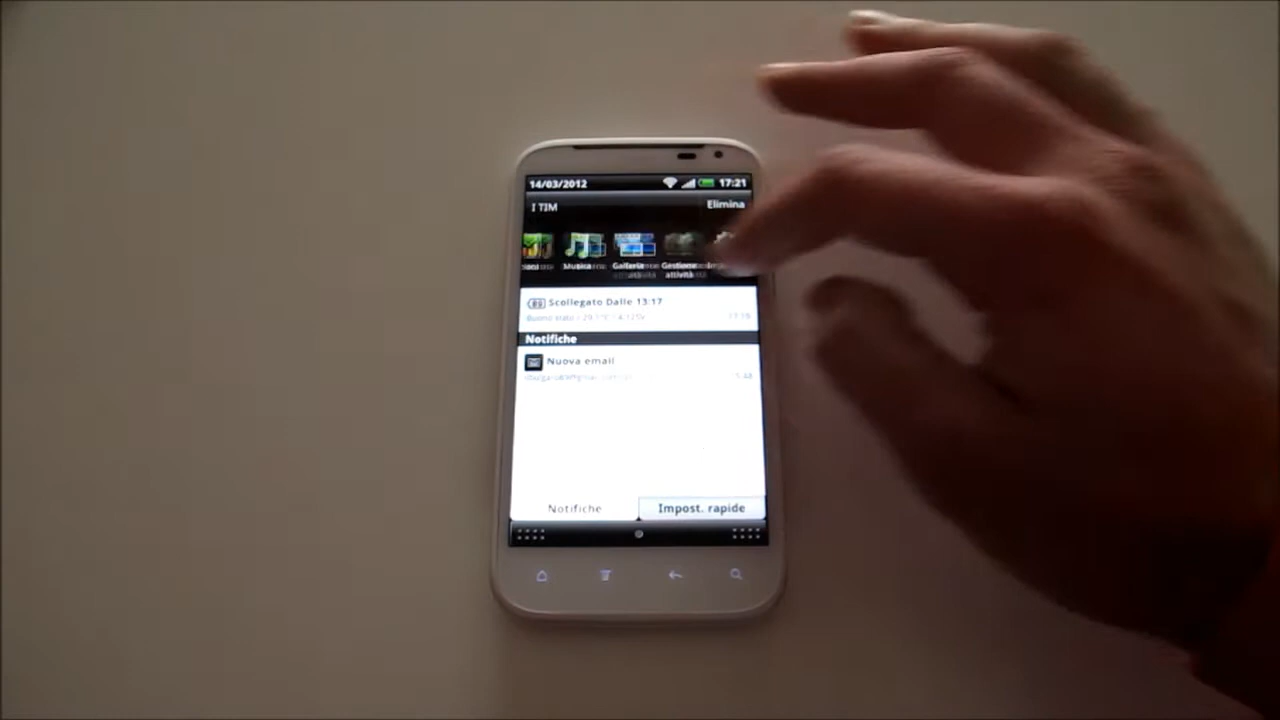 14/03/2012 17:21
I TIM Elimina
Musica Galleria Gestione attività
Scollegato Dalle 13:17
Notifiche
Nuova email
Notifiche Impost. rapide